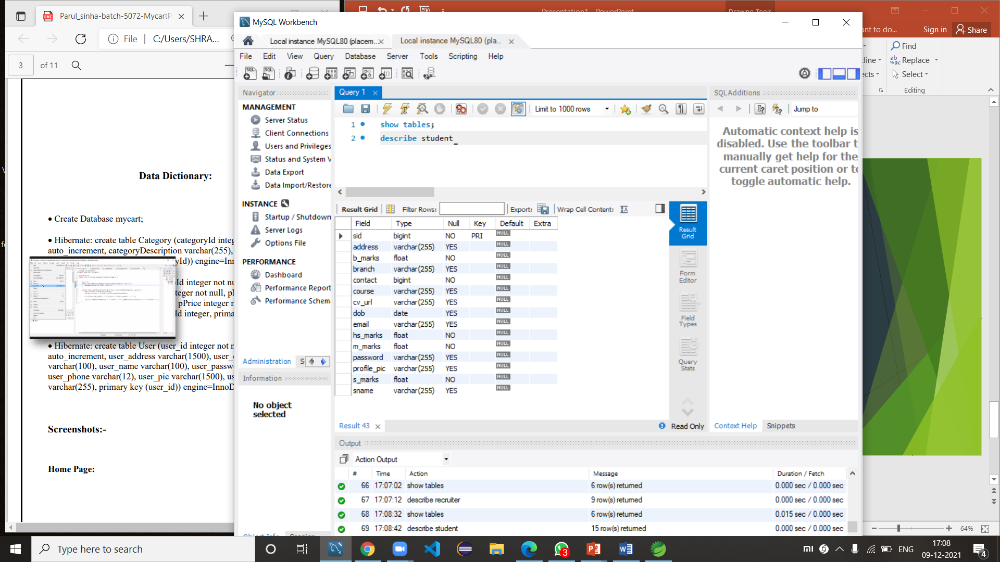 Parul_sinha-batch-5072-MycartP
File
C:/Users/SHRA...
3
of 11
Data Dictionary:
• Create Database mycart;
• Hibernate: create table Category (categoryId integ
auto_increment, categoryDescription varchar(255),
yId)) engine=Inno
Id integer not nu
teger not null, p
pPrice integer n
Id integer, prima
• Hibernate: create table User (user_id integer not n
auto_increment, user_address varchar(1500), user_
varchar(100), user_name varchar(100), user_passw
user_phone varchar(12), user_pic varchar(1500), us
varchar(255), primary key (user_id)) engine=InnoD
Screenshots:-
Home Page:
MySQL Workbench
Local instance MySQL80 (placem...
Local instance MySQL80 (pla...
File Edit View Query Database Server Tools Scripting Help
Navigator
MANAGEMENT
Server Status
Client Connections
Users and Privileges
Status and System V
Data Export
Data Import/Restore
INSTANCE
Startup / Shutdown
Server Logs
Options File
PERFORMANCE
Dashboard
Performance Report
Performance Schem
Administration S
Information
No object
selected
Query 1
Limit to 1000 rows
1 show tables;
2 describe student
Result Grid Filter Rows: Export: Wrap Cell Content:
Field Type Null Key Default Extra
sid bigint NO PRI NULL
address varchar(255) YES NULL
b_marks float NO NULL
branch varchar(255) YES NULL
contact bigint NO NULL
course varchar(255) YES NULL
cv_url varchar(255) YES NULL
dob date YES NULL
email varchar(255) YES NULL
hs_marks float NO NULL
m_marks float NO NULL
password varchar(255) YES NULL
profile_pic varchar(255) YES NULL
s_marks float NO NULL
sname varchar(255) YES NULL
Result
Grid
Form
Editor
Field
Types
Query
Stats
Result 43
Read Only
SQLAdditions
Jump to
Automatic context help is
disabled. Use the toolbar t
manually get help for the
current caret position or to
toggle automatic help.
Context Help Snippets
Output
Action Output
# Time Action Message Duration / Fetch
66 17:07:02 show tables 6 row(s) returned 0.000 sec / 0.000 sec
67 17:07:12 describe recruiter 9 row(s) returned 0.000 sec / 0.000 sec
68 17:08:32 show tables 6 row(s) returned 0.015 sec / 0.000 sec
69 17:08:42 describe student 15 row(s) returned 0.000 sec / 0.000 sec
Presentation1 - PowerPoint
Drawing Tools
ant to do...
Sign in
Share
Find
Replace
Select
line
ects
Editing
64%
Type here to search
3
ENG
17:08
09-12-2021
4